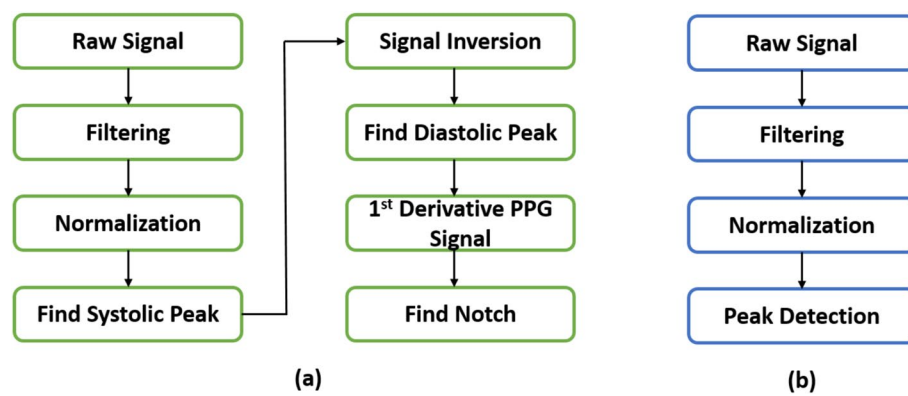 Raw Signal
Filtering
Normalization
Find Systolic Peak
Signal Inversion
Find Diastolic Peak
1st Derivative PPG
Signal
Find Notch
(a)
Raw Signal
Filtering
Normalization
Peak Detection
(b)